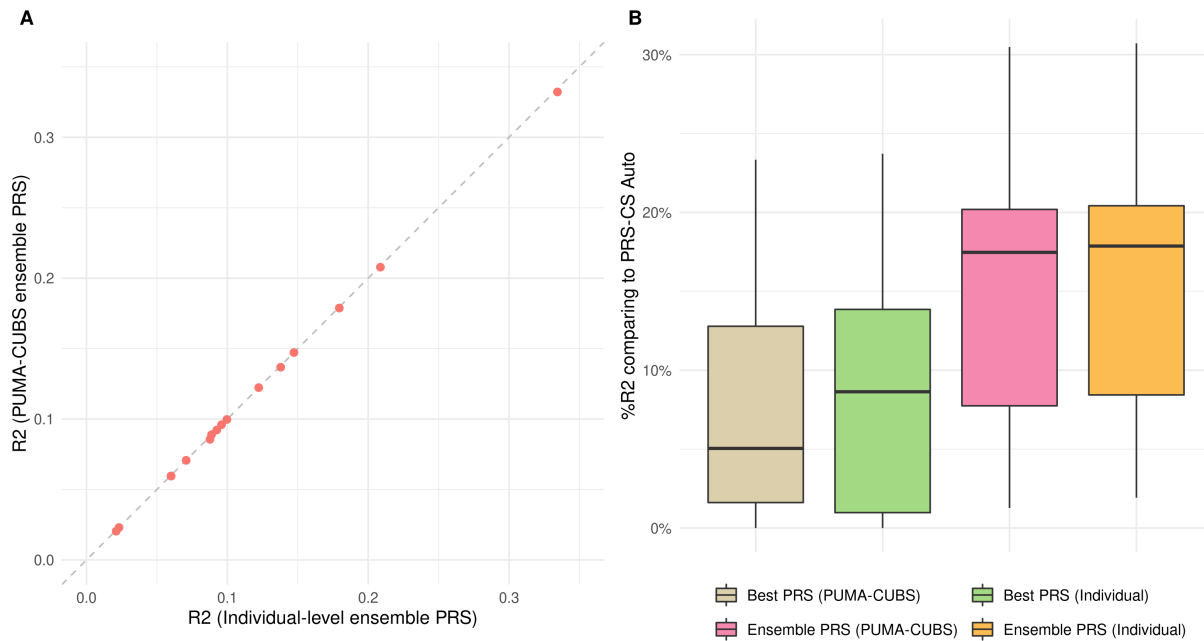 A
R2 (PUMA-CUBS ensemble PRS)
0.3
0.2
0.1
0.0
0.0 0.1 0.2 0.3
R2 (Individual-level ensemble PRS)
B
%R2 comparing to PRS-CS Auto
30%
20%
10%
0%
Best PRS (PUMA-CUBS) Best PRS (Individual)
Ensemble PRS (PUMA-CUBS) Ensemble PRS (Individual)